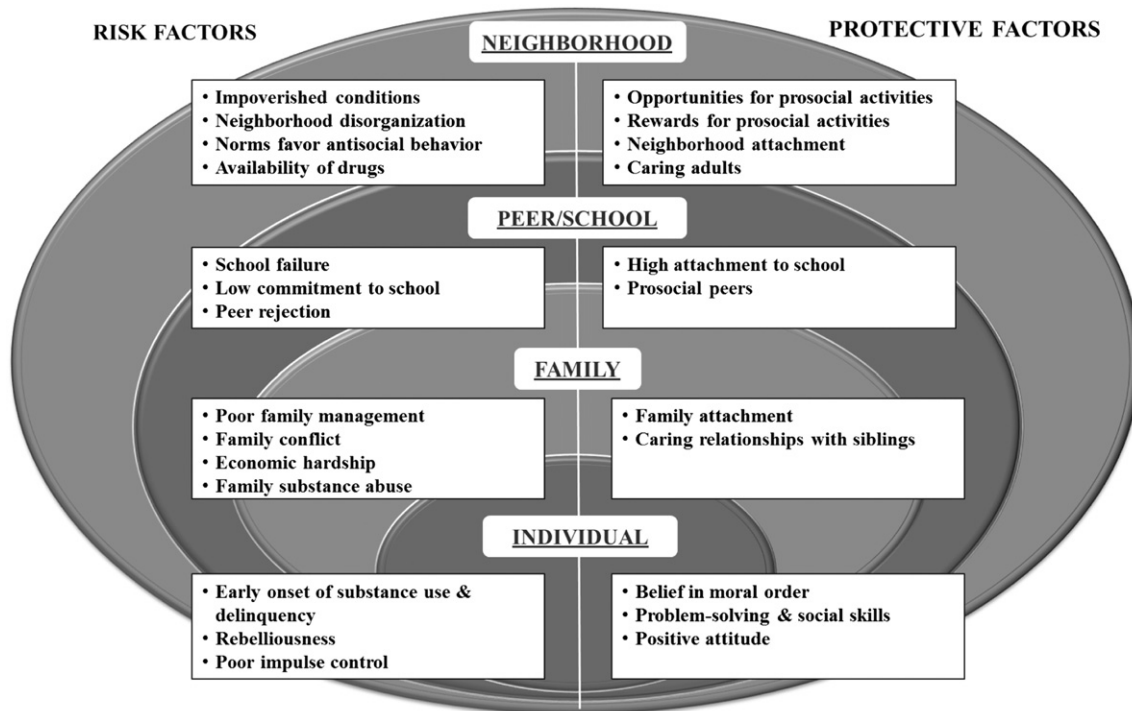 RISK FACTORS
PROTECTIVE FACTORS
NEIGHBORHOOD
• Impoverished conditions
• Neighborhood disorganization
• Norms favor antisocial behavior
• Availability of drugs
• Opportunities for prosocial activities
• Rewards for prosocial activities
• Neighborhood attachment
• Caring adults
PEER/SCHOOL
• School failure
• Low commitment to school
• Peer rejection
• High attachment to school
• Prosocial peers
FAMILY
• Poor family management
• Family conflict
• Economic hardship
• Family substance abuse
• Family attachment
• Caring relationships with siblings
INDIVIDUAL
• Early onset of substance use &
delinquency
• Rebelliousness
• Poor impulse control
• Belief in moral order
• Problem-solving & social skills
• Positive attitude